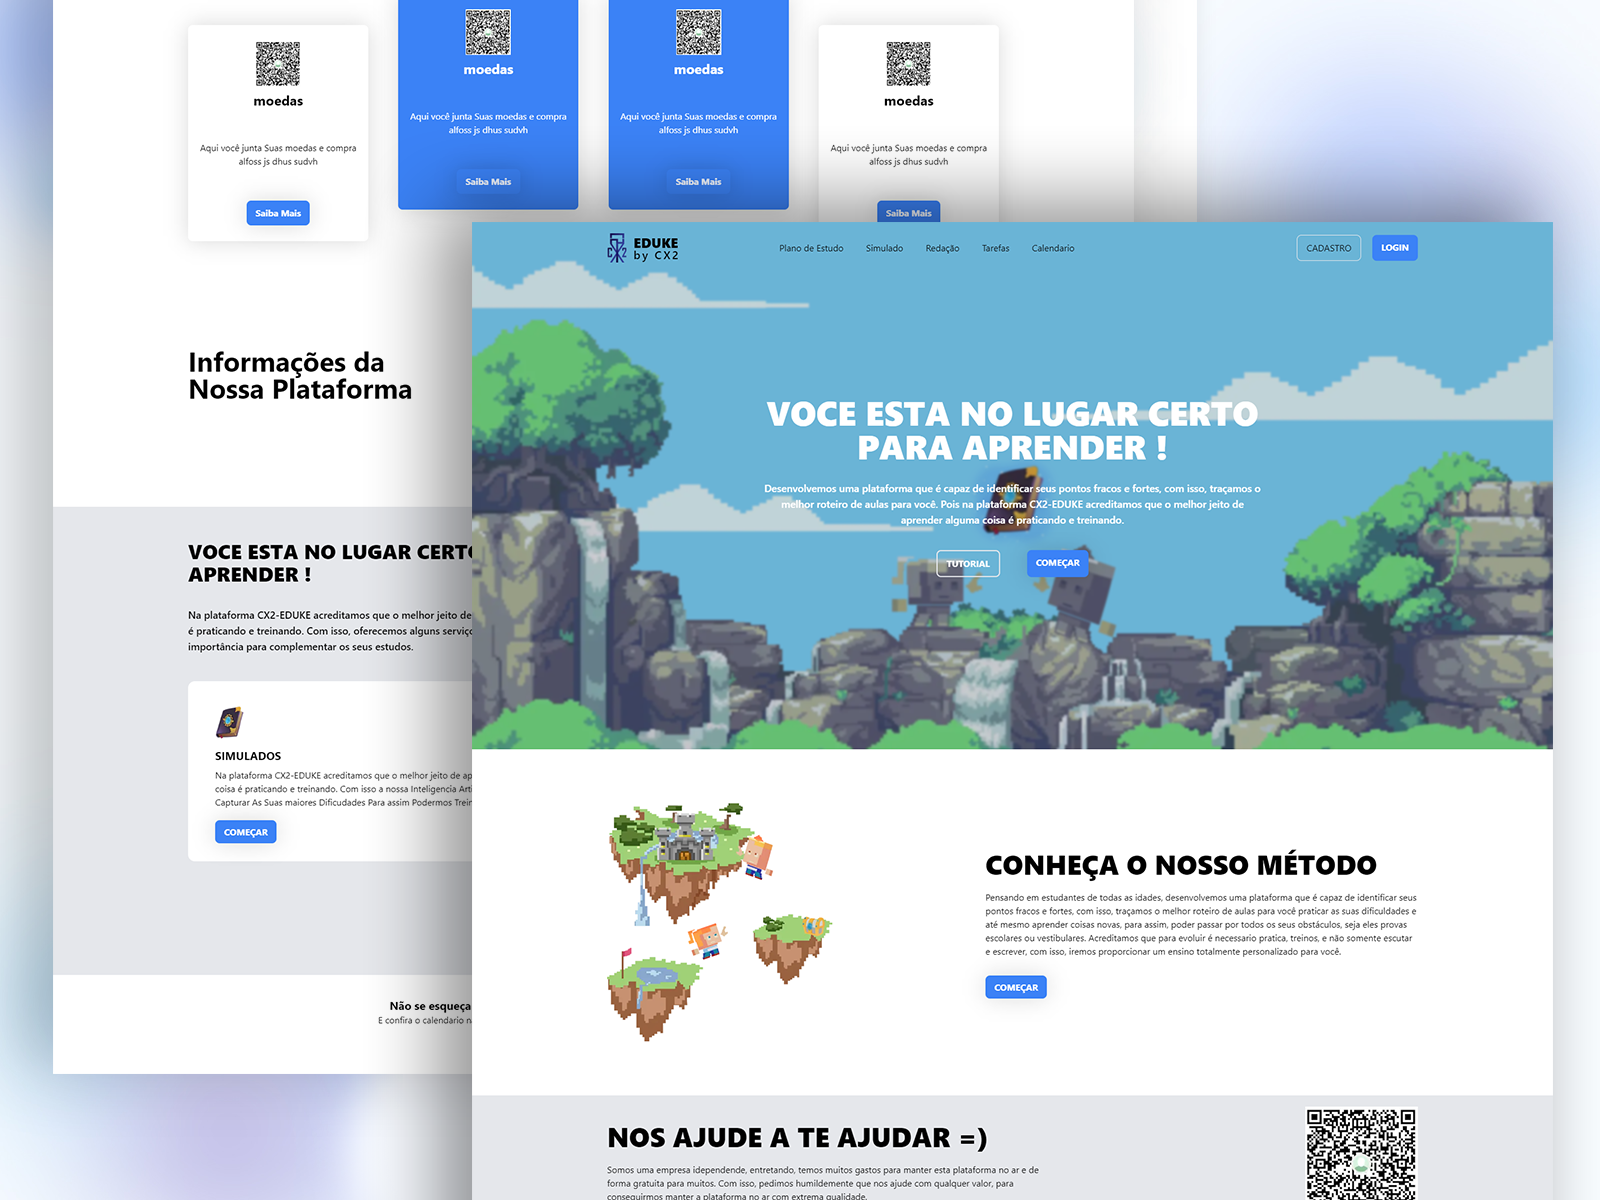 moedas
Aqui você junta Suas moedas e compra
alfoss js dhus sudvh
Saiba Mais
moedas
Aqui você junta Suas moedas e compra
alfoss js dhus sudvh
Saiba Mais
moedas
Aqui você junta Suas moedas e compra
alfoss js dhus sudvh
Saiba Mais
moedas
Aqui você junta Suas moedas e compra
alfoss js dhus sudvh
Saiba Mais
Informações da
Nossa Plataforma
VOCE ESTA NO LUGAR CERTO
APRENDER !
Na plataforma CX2-EDUKE acreditamos que o melhor jeito de
é praticando e treinando. Com isso, oferecemos alguns serviço
importância para complementar os seus estudos.
SIMULADOS
Na plataforma CX2-EDUKE acreditamos que o melhor jeito de ap
coisa é praticando e treinando. Com isso a nossa Inteligencia Arti
Capturar As Suas maiores Dificudades Para assim Podermos Trein
COMEÇAR
Não se esqueça
E confira o calendario na
EDUKE
by CX2
Plano de Estudo
Simulado
Redação
Tarefas
Calendario
CADASTRO
LOGIN
VOCE ESTA NO LUGAR CERTO
PARA APRENDER !
Desenvolvemos uma plataforma que é capaz de identificar seus pontos fracos e fortes, com isso, traçamos o
melhor roteiro de aulas para você. Pois na plataforma CX2-EDUKE acreditamos que o melhor jeito de
aprender alguma coisa é praticando e treinando.
TUTORIAL
COMEÇAR
CONHEÇA O NOSSO MÉTODO
Pensando em estudantes de todas as idades, desenvolvemos uma plataforma que é capaz de identificar seus
pontos fracos e fortes, com isso, traçamos o melhor roteiro de aulas para você praticar as suas dificuldades e
até mesmo aprender coisas novas, para assim, poder passar por todos os seus obstáculos, seja eles provas
escolares ou vestibulares. Acreditamos que para evoluir é necessario pratica, treinos, e não somente escutar
e escrever, com isso, iremos proporcionar um ensino totalmente personalizado para você.
COMEÇAR
NOS AJUDE A TE AJUDAR =)
Somos uma empresa idependende, entretando, temos muitos gastos para manter esta plataforma no ar e de
forma gratuita para muitos. Com isso, pedimos humildemente que nos ajude com qualquer valor, para
conseguirmos manter a plataforma no ar com extrema qualidade.